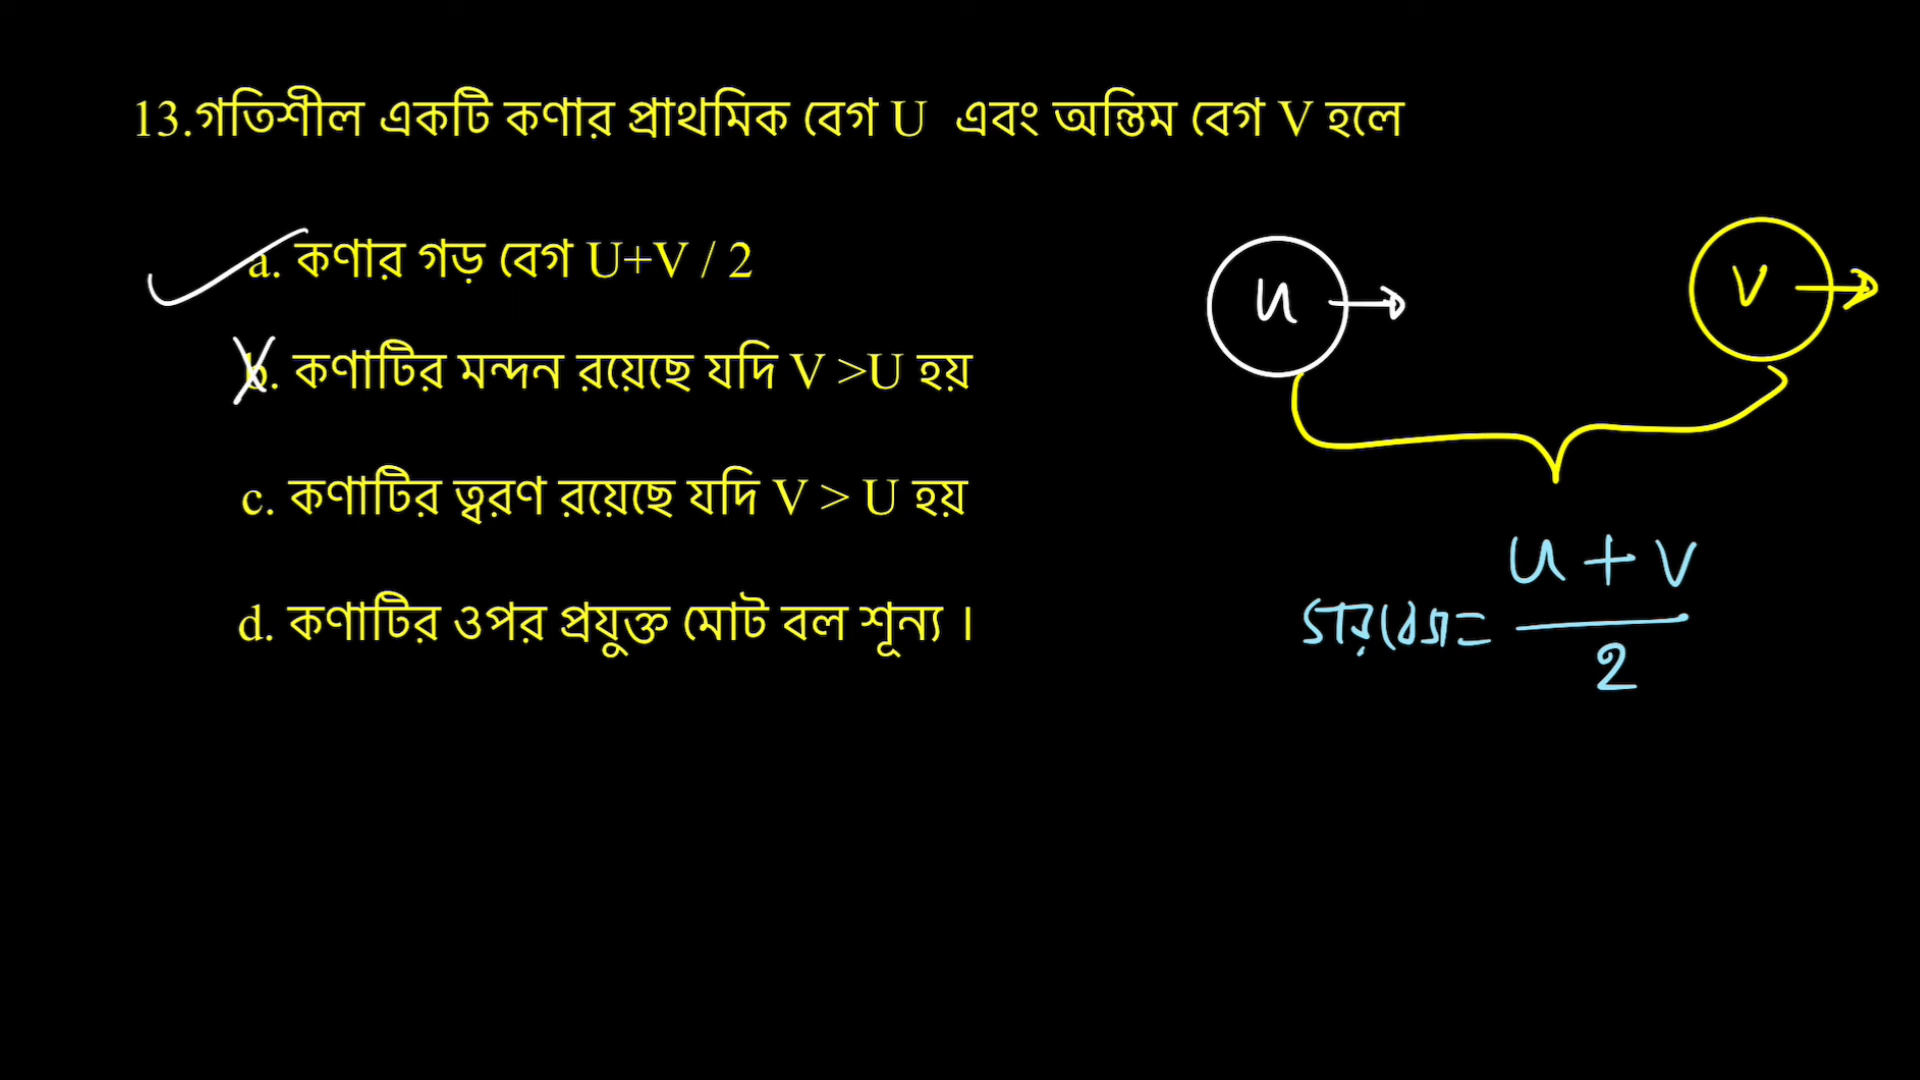 13.গতিশীল একটি কণার প্রাথমিক বেগ U এবং অন্তিম বেগ V হলে
a. কণার গড় বেগ U+V / 2
b. কণাটির মন্দন রয়েছে যদি V >U হয়
c. কণাটির ত্বরণ রয়েছে যদি V > U হয়
d. কণাটির ওপর প্রযুক্ত মোট বল শূন্য ।
u
v
u + v
=
2